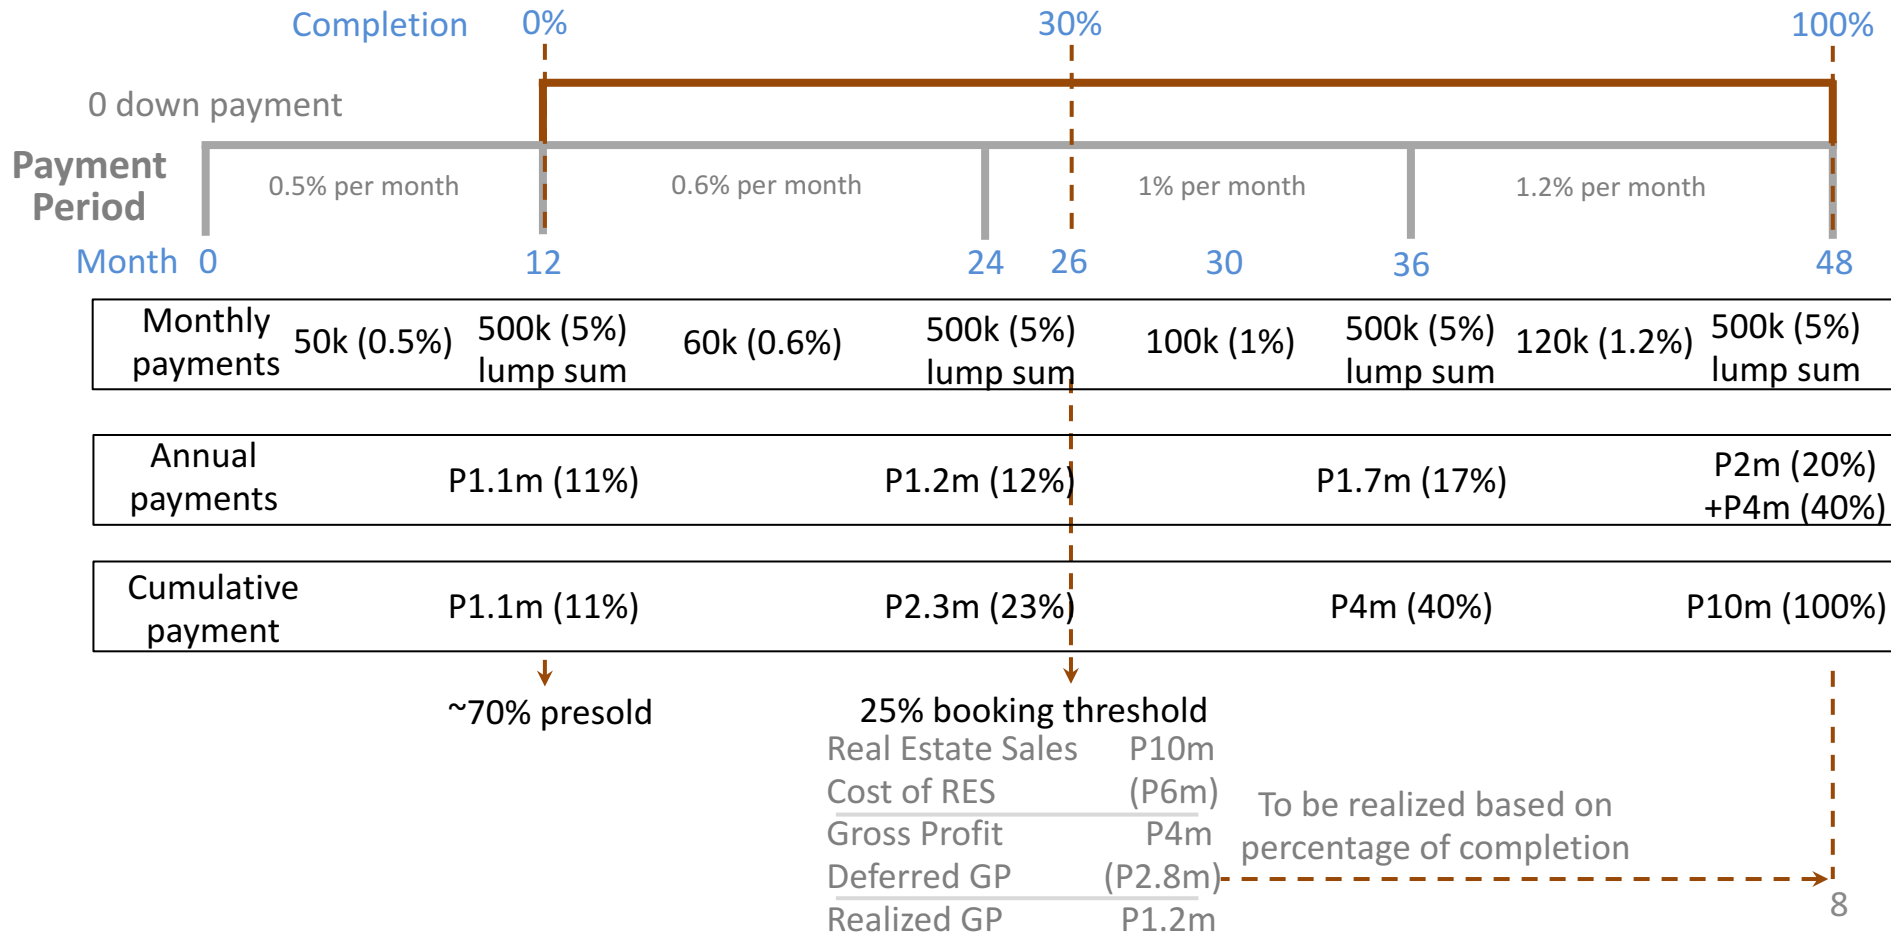 Completion 0% 30% 100%
0 down payment
Payment
Period
0.5% per month 0.6% per month 1% per month 1.2% per month
Month 0 12 24 26 30 36 48
Monthly
payments
50k (0.5%)
500k (5%)
lump sum
60k (0.6%)
500k (5%)
lump sum
100k (1%)
500k (5%)
lump sum
120k (1.2%)
500k (5%)
lump sum
Annual
payments
P1.1m (11%)
P1.2m (12%)
P1.7m (17%)
P2m (20%)
+P4m (40%)
Cumulative
payment
P1.1m (11%)
P2.3m (23%)
P4m (40%)
P10m (100%)
~70% presold
25% booking threshold
Real Estate Sales P10m
Cost of RES (P6m)
Gross Profit P4m
Deferred GP (P2.8m)
Realized GP P1.2m
To be realized based on
percentage of completion
8